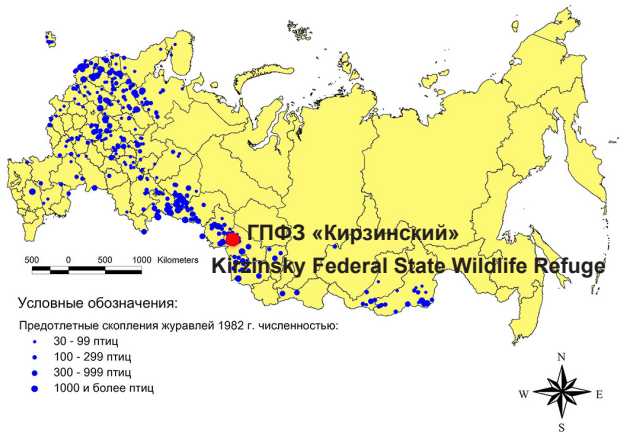 ГПФЗ «Кирзинский»
Kirzinsky Federal State Wildlife Refuge
500 0 500 1000 Kilometers
Условные обозначения:
Предотлетные скопления журавлей 1982 г. численностью:
30 - 99 птиц
100 - 299 птиц
300 - 999 птиц
1000 и более птиц
N
W E
S